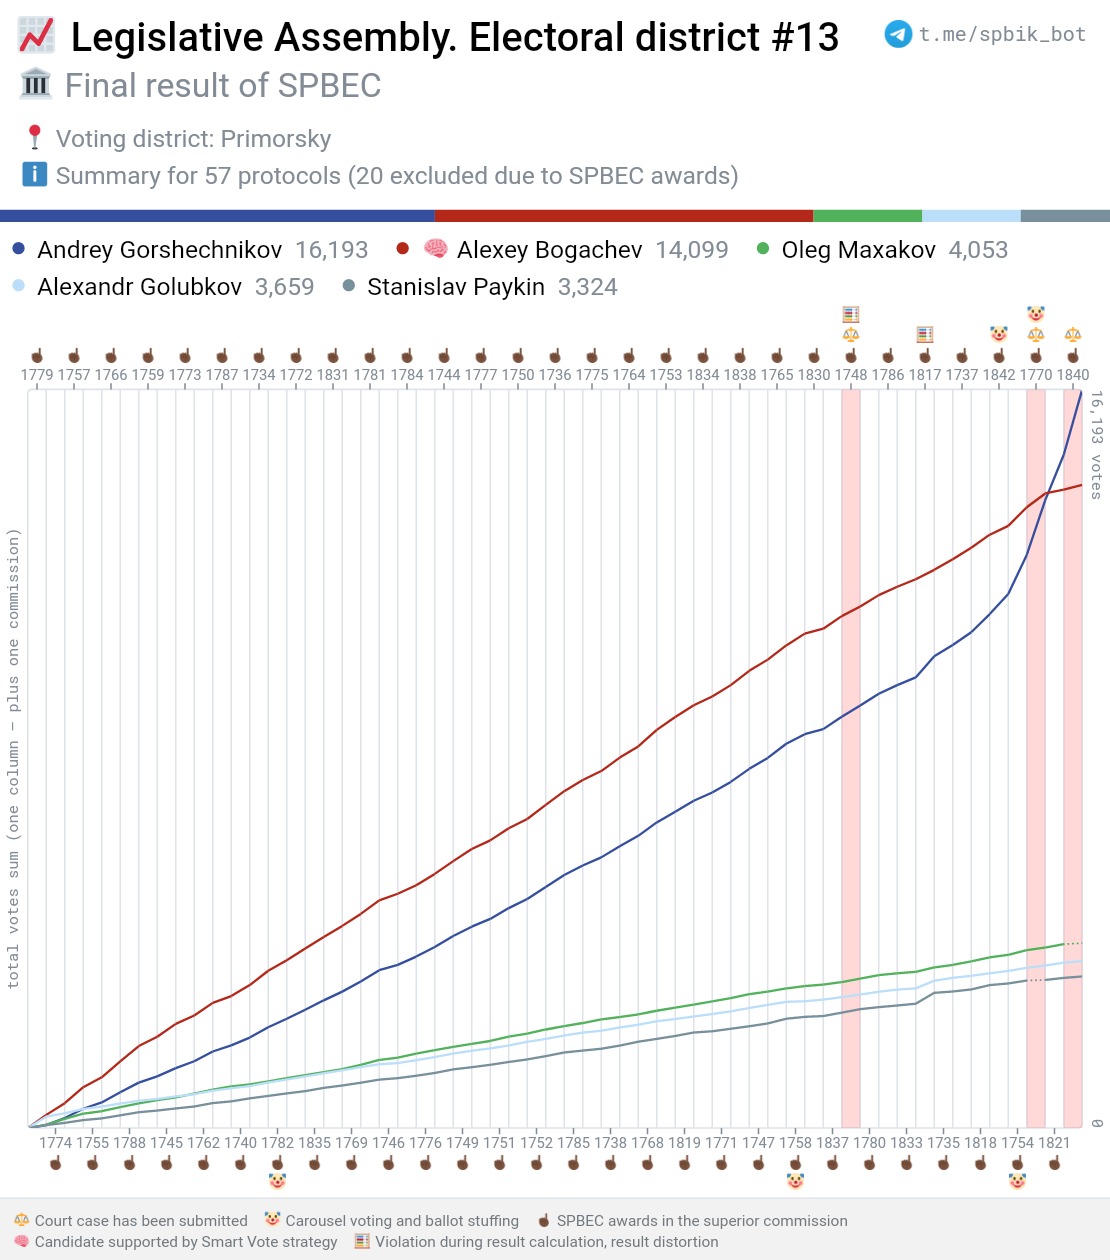 Legislative Assembly. Electoral district #13
t.me/spbik_bot
Final result of SPBEC
Voting district: Primorsky
Summary for 57 protocols (20 excluded due to SPBEC awards)
Andrey Gorshechnikov 16,193 Alexey Bogachev 14,099 Oleg Maxakov 4,053
Alexandr Golubkov 3,659 Stanislav Paykin 3,324
1779 1757 1766 1759 1773 1787 1734 1772 1831 1781 1784 1744 1777 1750 1736 1775 1764 1753 1834 1838 1765 1830 1748 1786 1817 1737 1842 1770 1840
16,193 votes
total votes sum (one column — plus one commission)
0
1774 1755 1788 1745 1762 1740 1782 1835 1769 1746 1776 1749 1751 1752 1785 1738 1768 1819 1771 1747 1758 1837 1780 1833 1735 1818 1754 1821
Court case has been submitted Carousel voting and ballot stuffing SPBEC awards in the superior commission
Candidate supported by Smart Vote strategy Violation during result calculation, result distortion